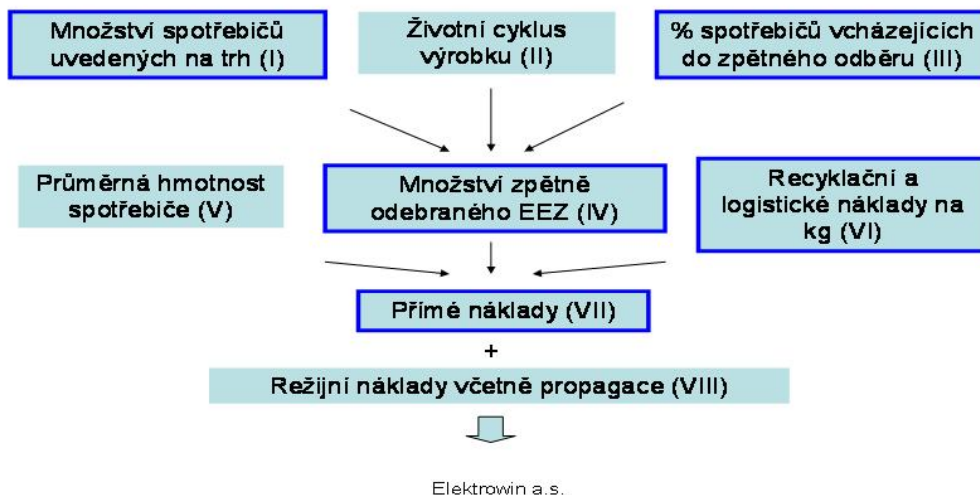 Množství spotřebičů
uvedených na trh (I)
Životní cyklus
výrobku (II)
% spotřebičů vcházejících
do zpětného odběru (III)
Průměrná hmotnost
spotřebiče (V)
Množství zpětně
odebraného EEZ (IV)
Recyklační a
logistické náklady na
kg (VI)
Přímé náklady (VII)
+
Režijní náklady včetně propagace (VIII)
Elektrowin a.s.